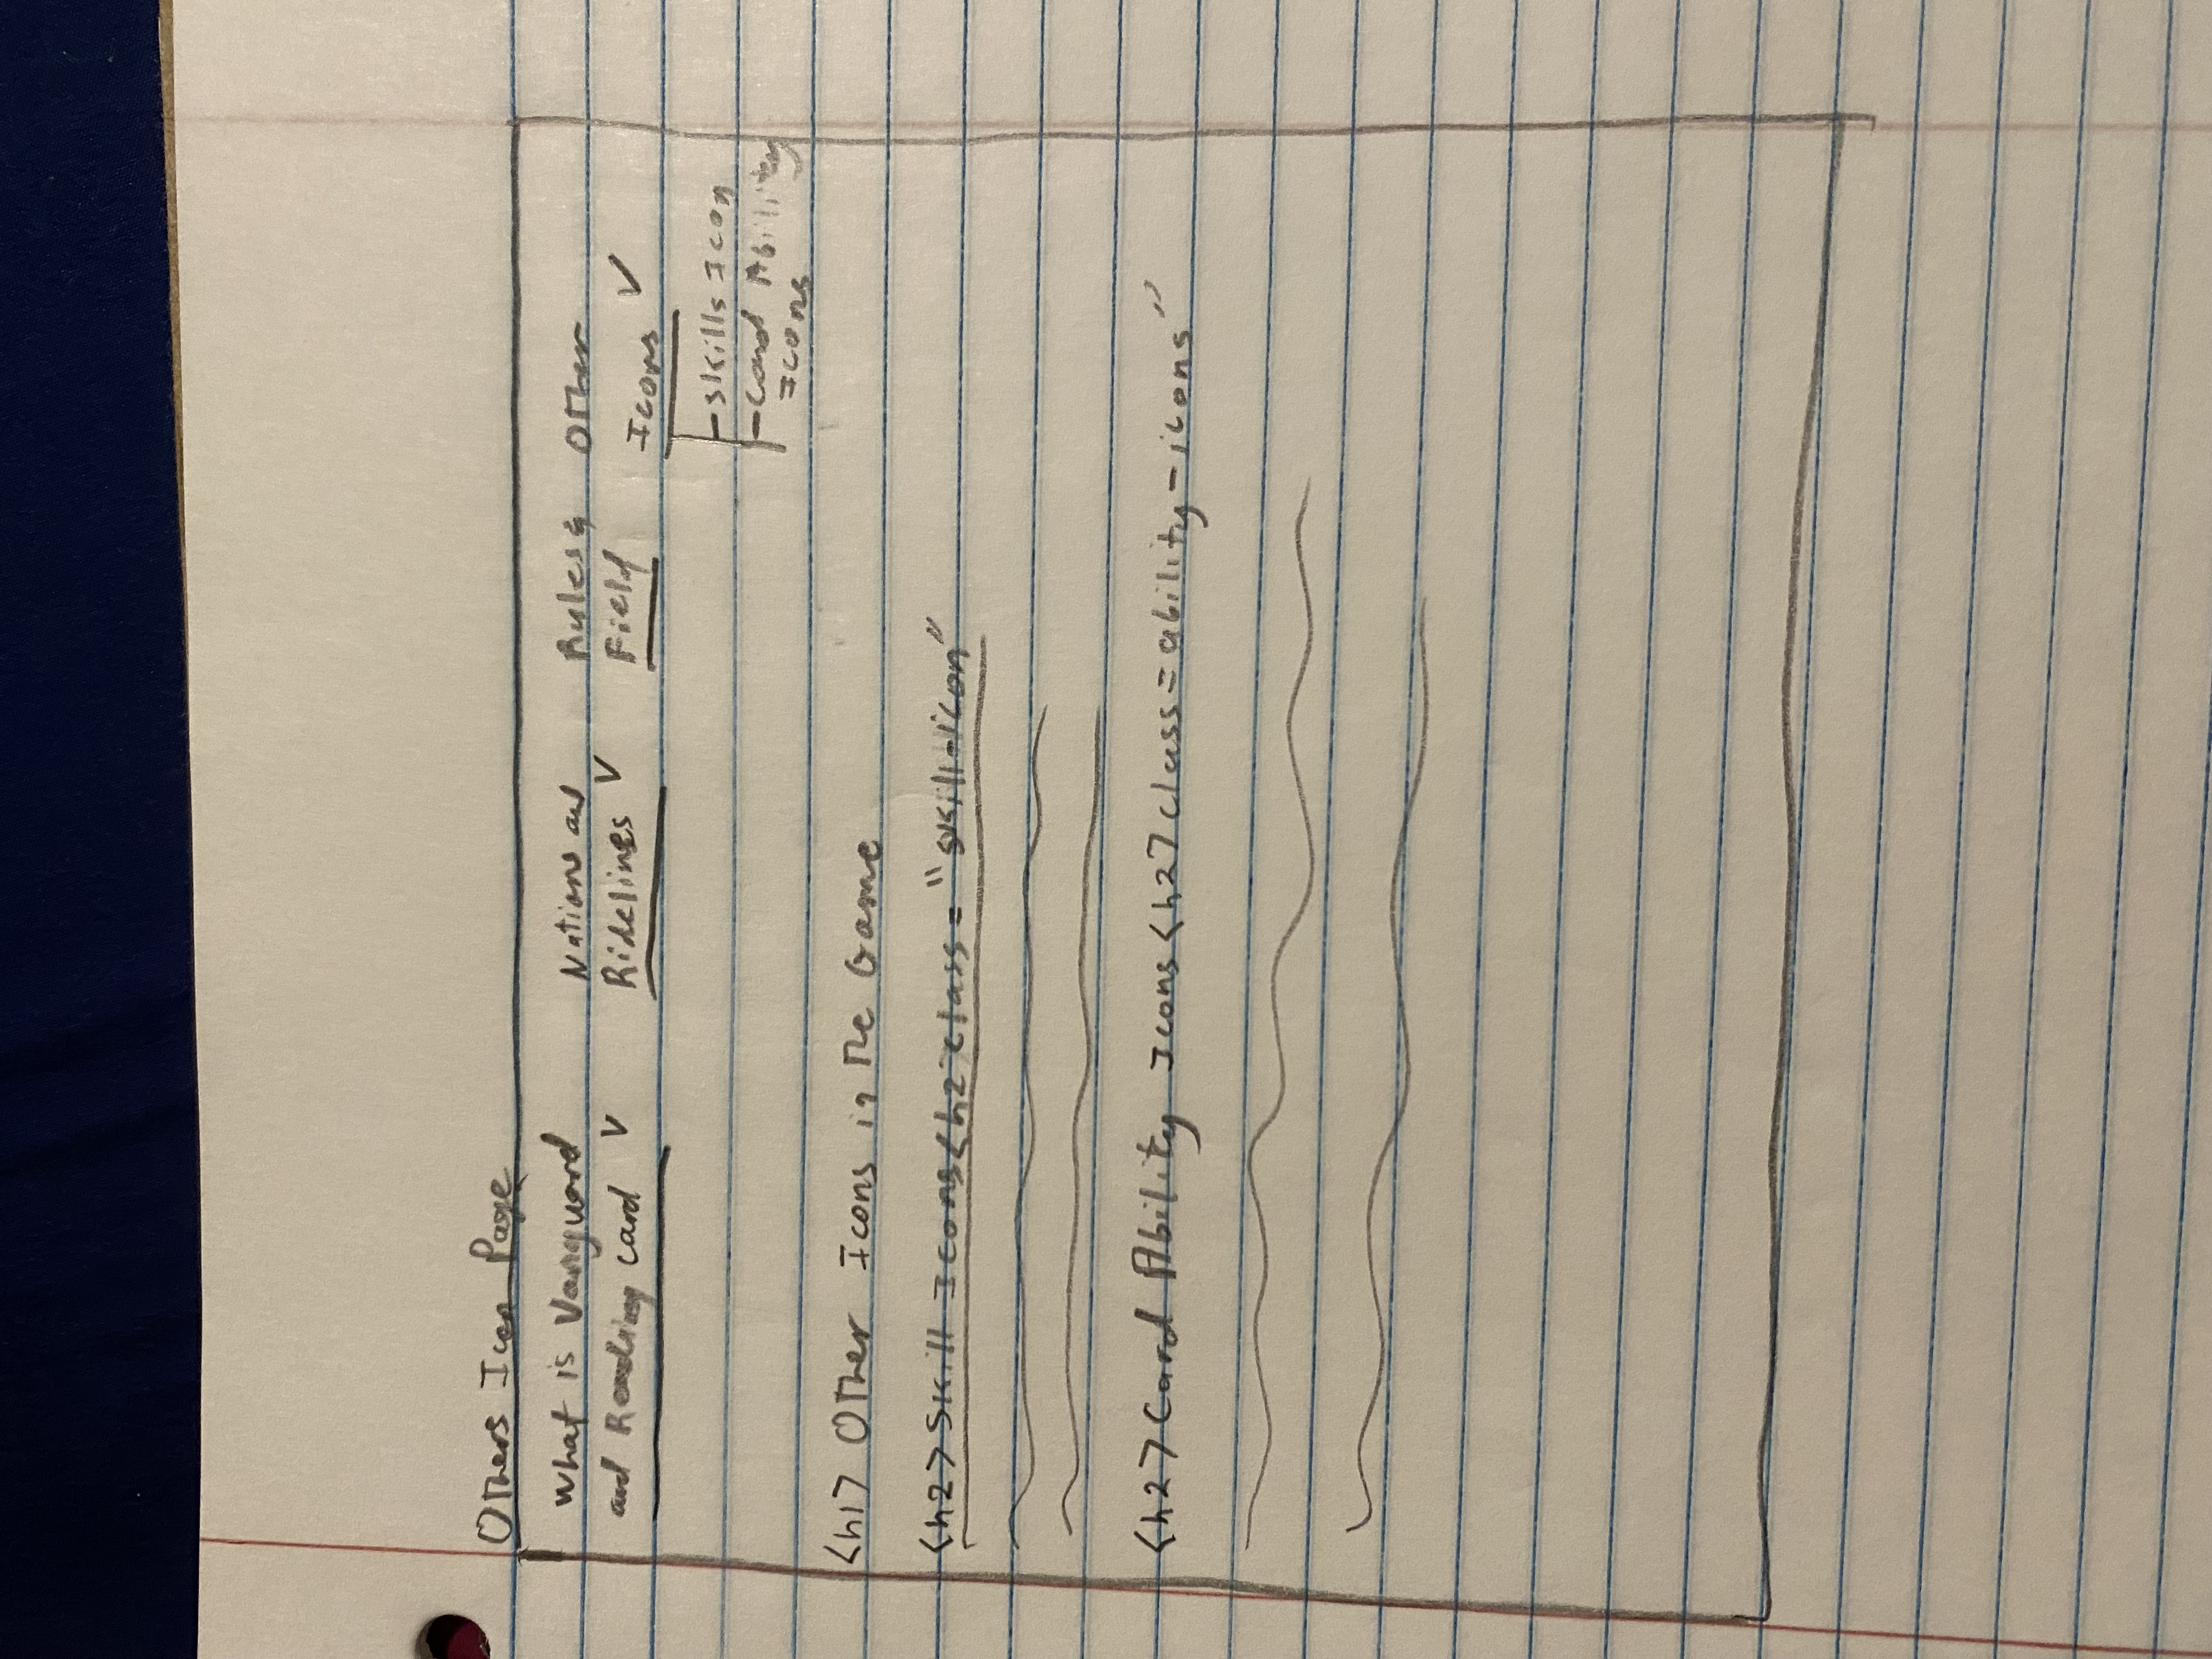 Others Icon Page
What is Vanguard
and Reading card V
Nations and
Ridelines V
Rules &
Field
Other
Icons V
- Skills Icon
- Card Ability
Icons
<h1> Other Icons in the Game
<h2> Skill Icons <h2 class = "skill-icon"
<h2> Card Ability Icons <h2> class = ability-icons"